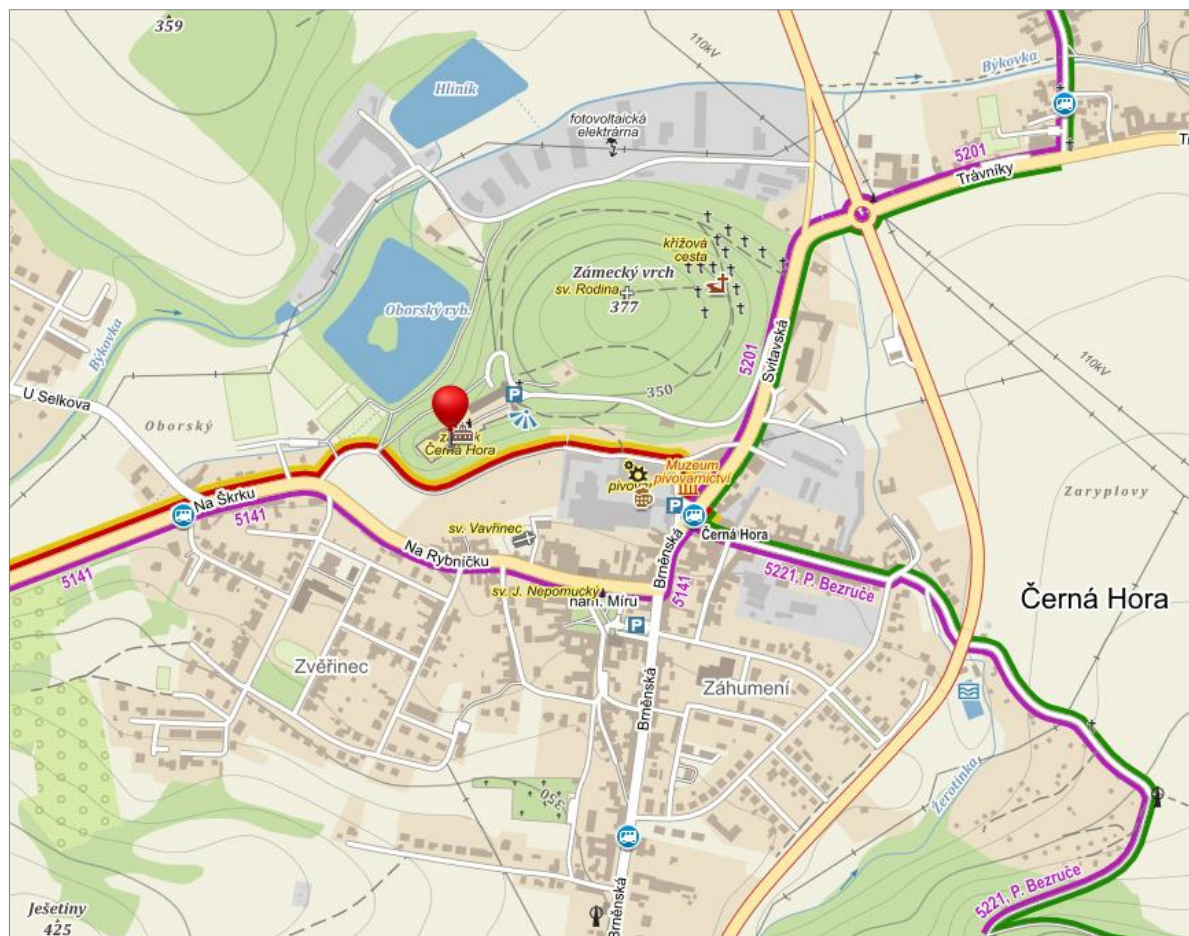 359
110kV
Býkovka
Hliník
fotovoltaická
elektrárna
5201
Trávníky
křížová
cesta
Zámecký vrch
sv. Rodina
377
Oborský ryb.
Býkovka
Svitavská
5201
110kV
350
P
U Selkova
Oborský
Černá Hora
Muzeum
pivovarnictví
Zaryplovy
Na Škrku
5141
P
sv. Vavřinec
Černá Hora
5141
Na Rybníčku
Brněnská
5221, P. Bezruče
sv. J. Nepomucký
nám. Míru
5141
Černá Hora
P
Zvěřinec
Záhumení
Brněnská
Žerotínka
350
5221, P. Bezruče
Ješetiny
425
Brněnská